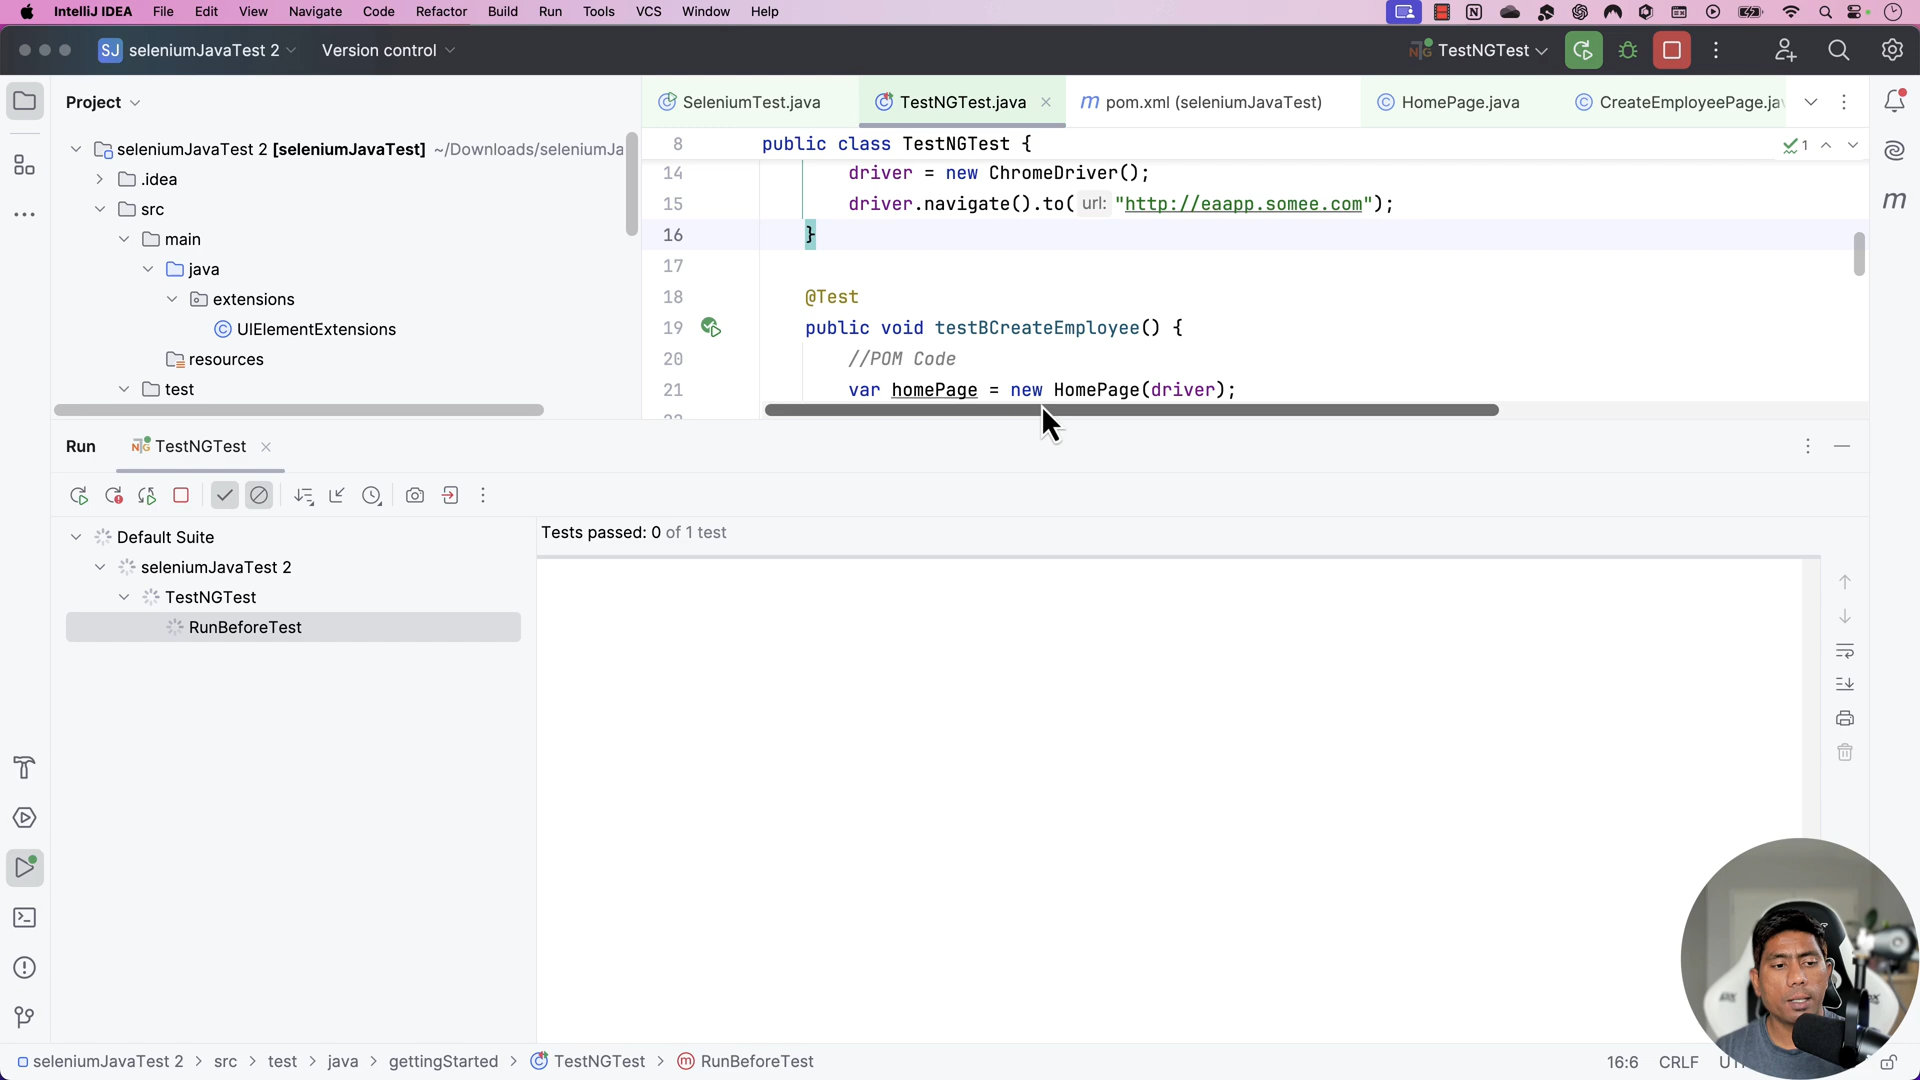 IntelliJ IDEA File Edit View Navigate Code Refactor Build Run Tools VCS Window Help
SJ seleniumJavaTest 2 Version control TestNGTest
Project
SeleniumTest.java TestNGTest.java pom.xml (seleniumJavaTest) HomePage.java CreateEmployeePage.ja
seleniumJavaTest 2 [seleniumJavaTest] ~/Downloads/seleniumJa
.idea
src
main
java
extensions
UIElementExtensions
resources
test
8 public class TestNGTest {
1
14 driver = new ChromeDriver();
15 driver.navigate().to( url: "http://eaapp.somee.com");
16 }
17
18 @Test
19 public void testBCreateEmployee() {
20 //POM Code
21 var homePage = new HomePage(driver);
Run TestNGTest
Default Suite
seleniumJavaTest 2
TestNGTest
RunBeforeTest
Tests passed: 0 of 1 test
seleniumJavaTest 2 > src > test > java > gettingStarted > TestNGTest > RunBeforeTest
16:6 CRLF